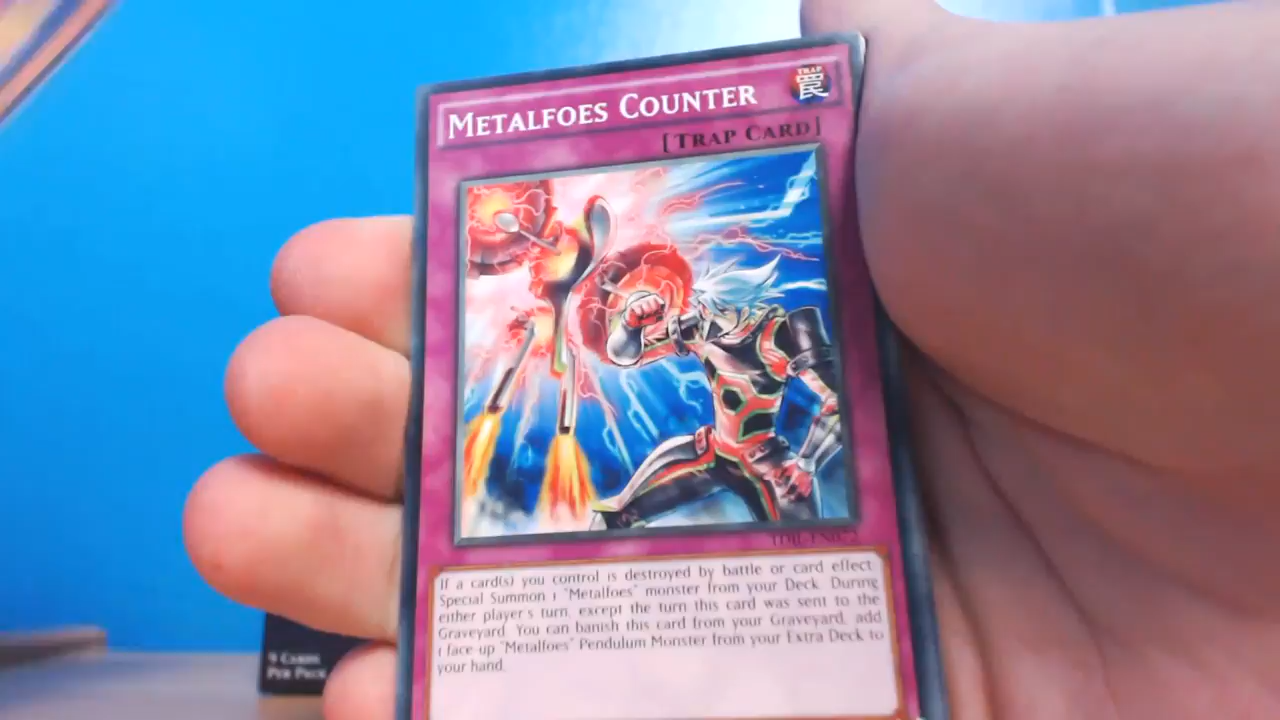 METALFOES COUNTER
TRAP
罠
[TRAP CARD]
TDIL-EN072
If a card(s) you control is destroyed by battle or card effect
Special Summon 1 "Metalfoes" monster from your Deck. During
either player's turn, except the turn this card was sent to the
Graveyard. You can banish this card from your Graveyard, add
1 face-up "Metalfoes" Pendulum Monster from your Extra Deck to
your hand.
9 CARDS
PER PACK